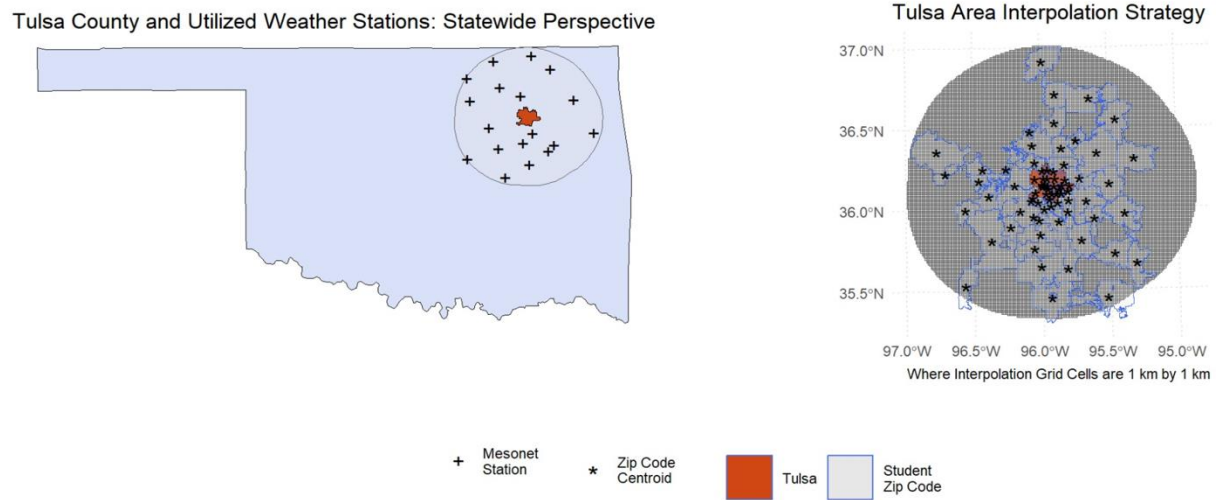 Tulsa County and Utilized Weather Stations: Statewide Perspective
Tulsa Area Interpolation Strategy
37.0°N
36.5°N
36.0°N
35.5°N
97.0°W 96.5°W 96.0°W 95.5°W 95.0°W
Where Interpolation Grid Cells are 1 km by 1 km
Mesonet
Station
Zip Code
Centroid
Tulsa
Student
Zip Code